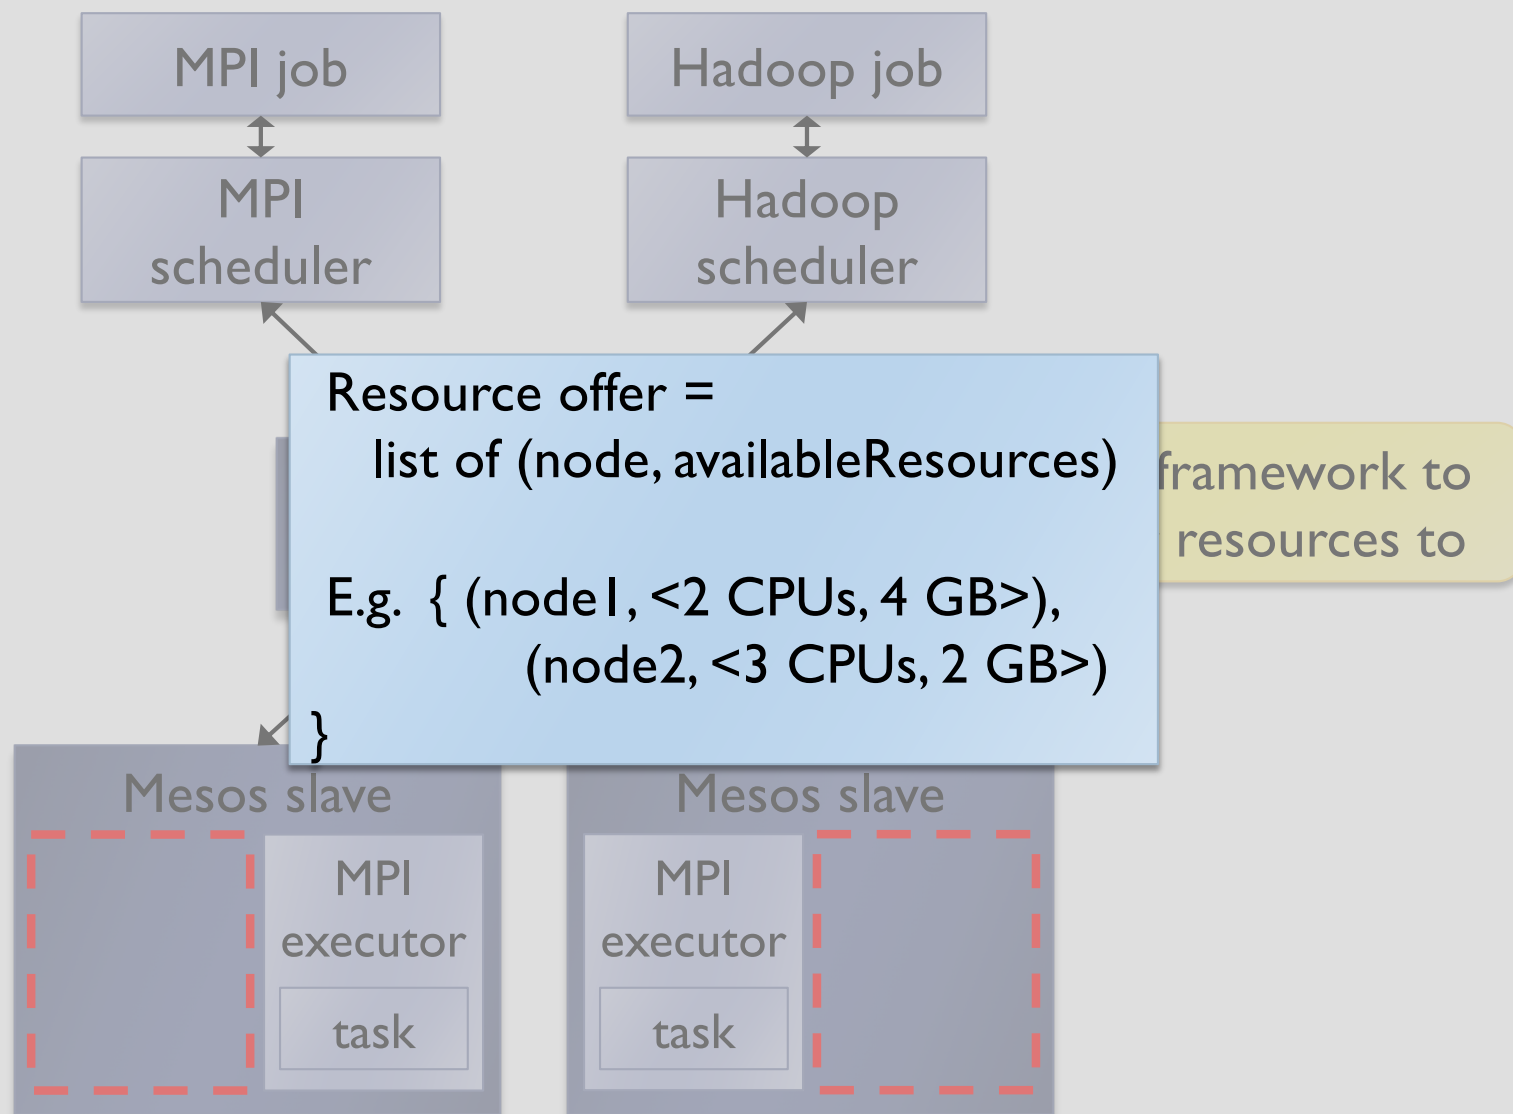 MPI job
Hadoop job
MPI
scheduler
Hadoop
scheduler
Resource offer =
list of (node, availableResources)
E.g. { (node1, <2 CPUs, 4 GB>),
(node2, <3 CPUs, 2 GB>)
}
framework to
resources to
Mesos slave
Mesos slave
MPI
executor
task
MPI
executor
task